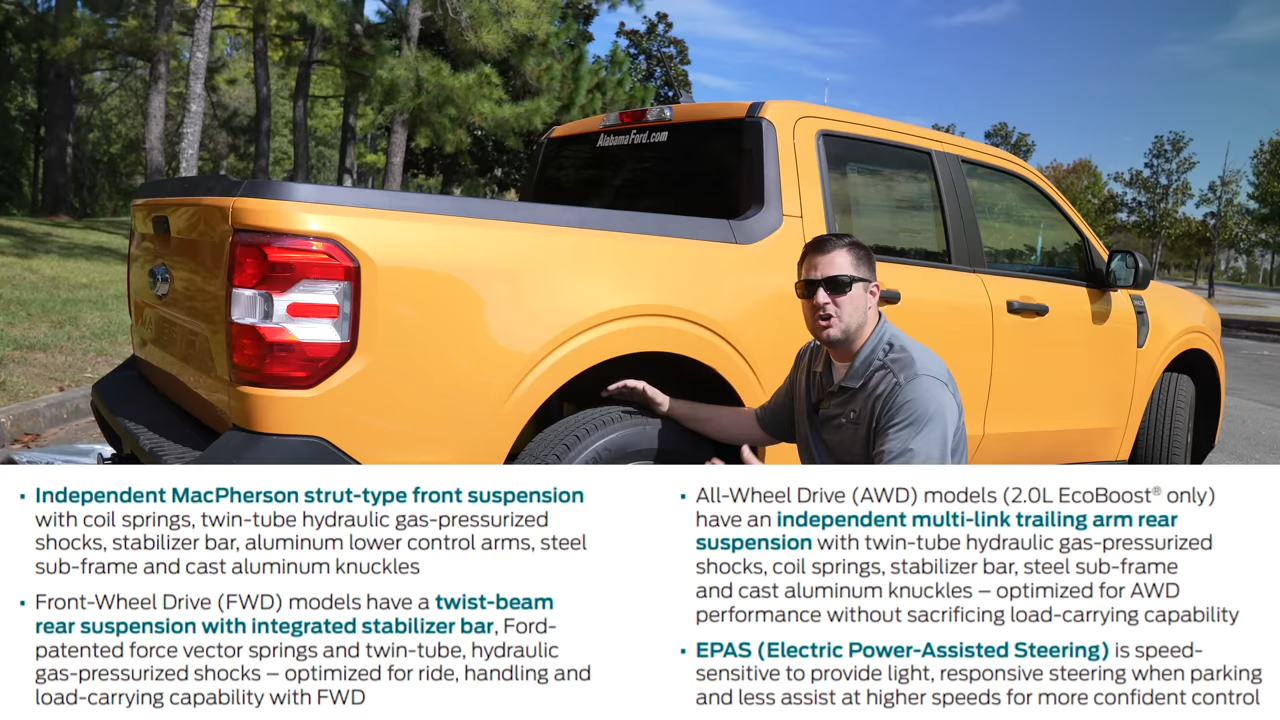 AlabamaFord.com
▪ Independent MacPherson strut-type front suspension
with coil springs, twin-tube hydraulic gas-pressurized
shocks, stabilizer bar, aluminum lower control arms, steel
sub-frame and cast aluminum knuckles
▪ Front-Wheel Drive (FWD) models have a twist-beam
rear suspension with integrated stabilizer bar, Ford-
patented force vector springs and twin-tube, hydraulic
gas-pressurized shocks – optimized for ride, handling and
load-carrying capability with FWD
▪ All-Wheel Drive (AWD) models (2.0L EcoBoost® only)
have an independent multi-link trailing arm rear
suspension with twin-tube hydraulic gas-pressurized
shocks, coil springs, stabilizer bar, steel sub-frame
and cast aluminum knuckles – optimized for AWD
performance without sacrificing load-carrying capability
▪ EPAS (Electric Power-Assisted Steering) is speed-
sensitive to provide light, responsive steering when parking
and less assist at higher speeds for more confident control